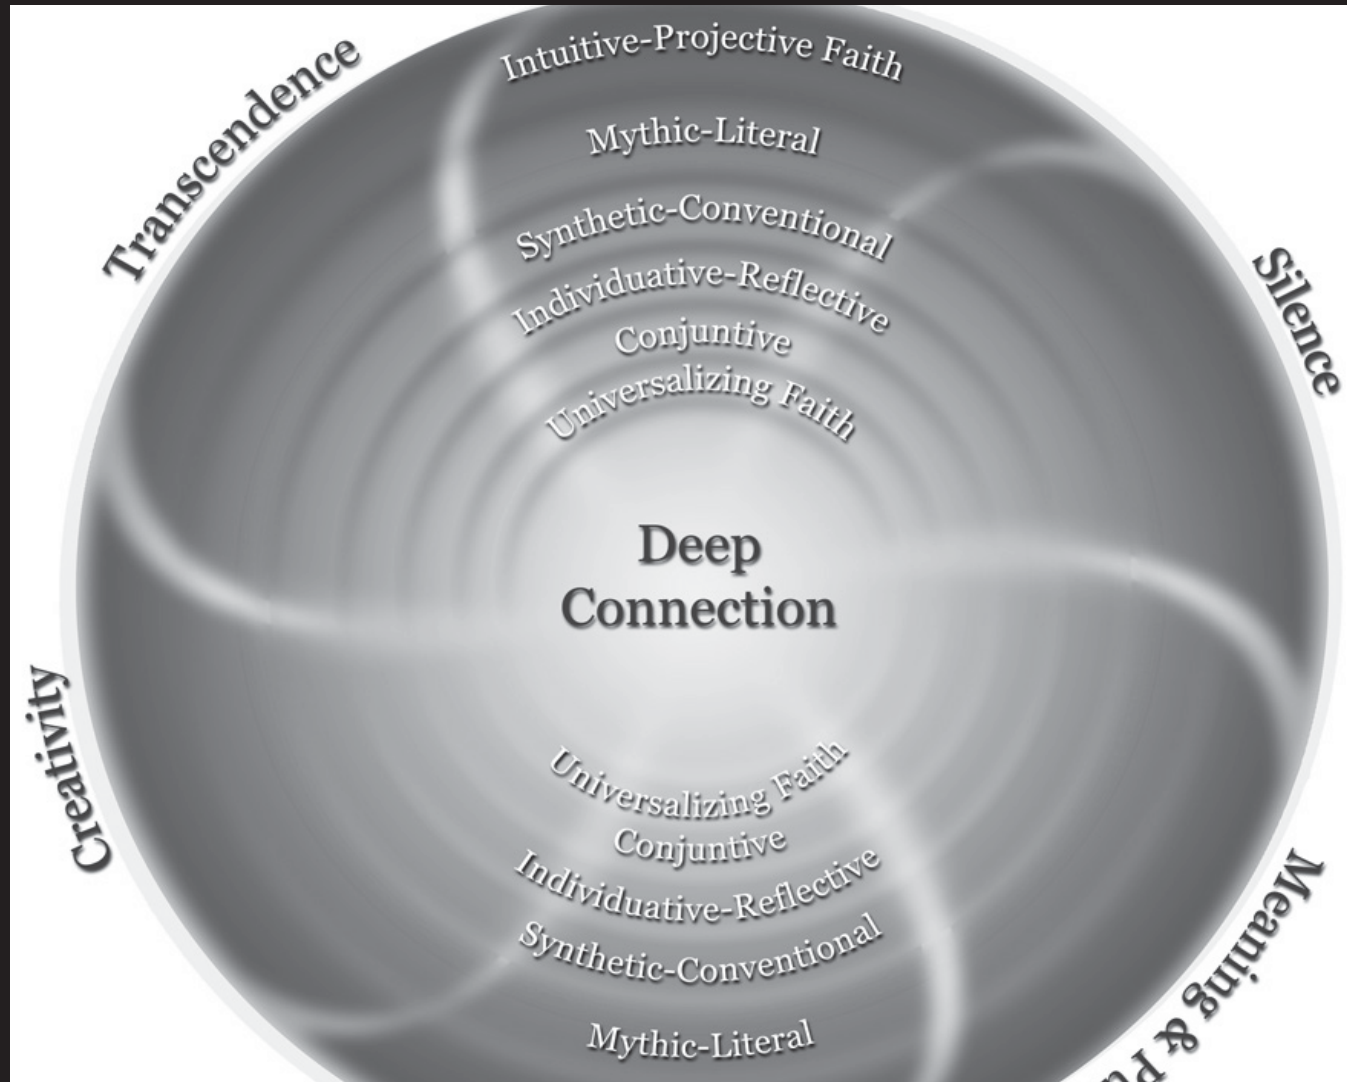 Transcendence
Intuitive-Projective Faith
Mythic-Literal
Synthetic-Conventional
Individuative-Reflective
Conjuntive
Universalizing Faith
Silence
Deep
Connection
Creativity
Universalizing Faith
Conjuntive
Individuative-Reflective
Synthetic-Conventional
Mythic-Literal
Meaning &